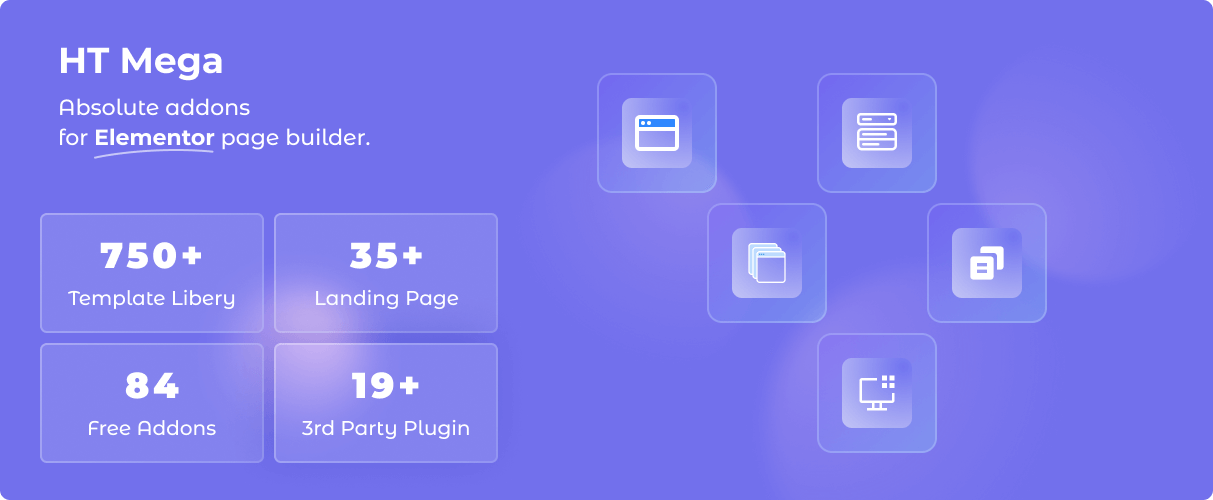 HT Mega
Absolute addons
for Elementor page builder.
750+
Template Libery
35+
Landing Page
84
Free Addons
19+
3rd Party Plugin